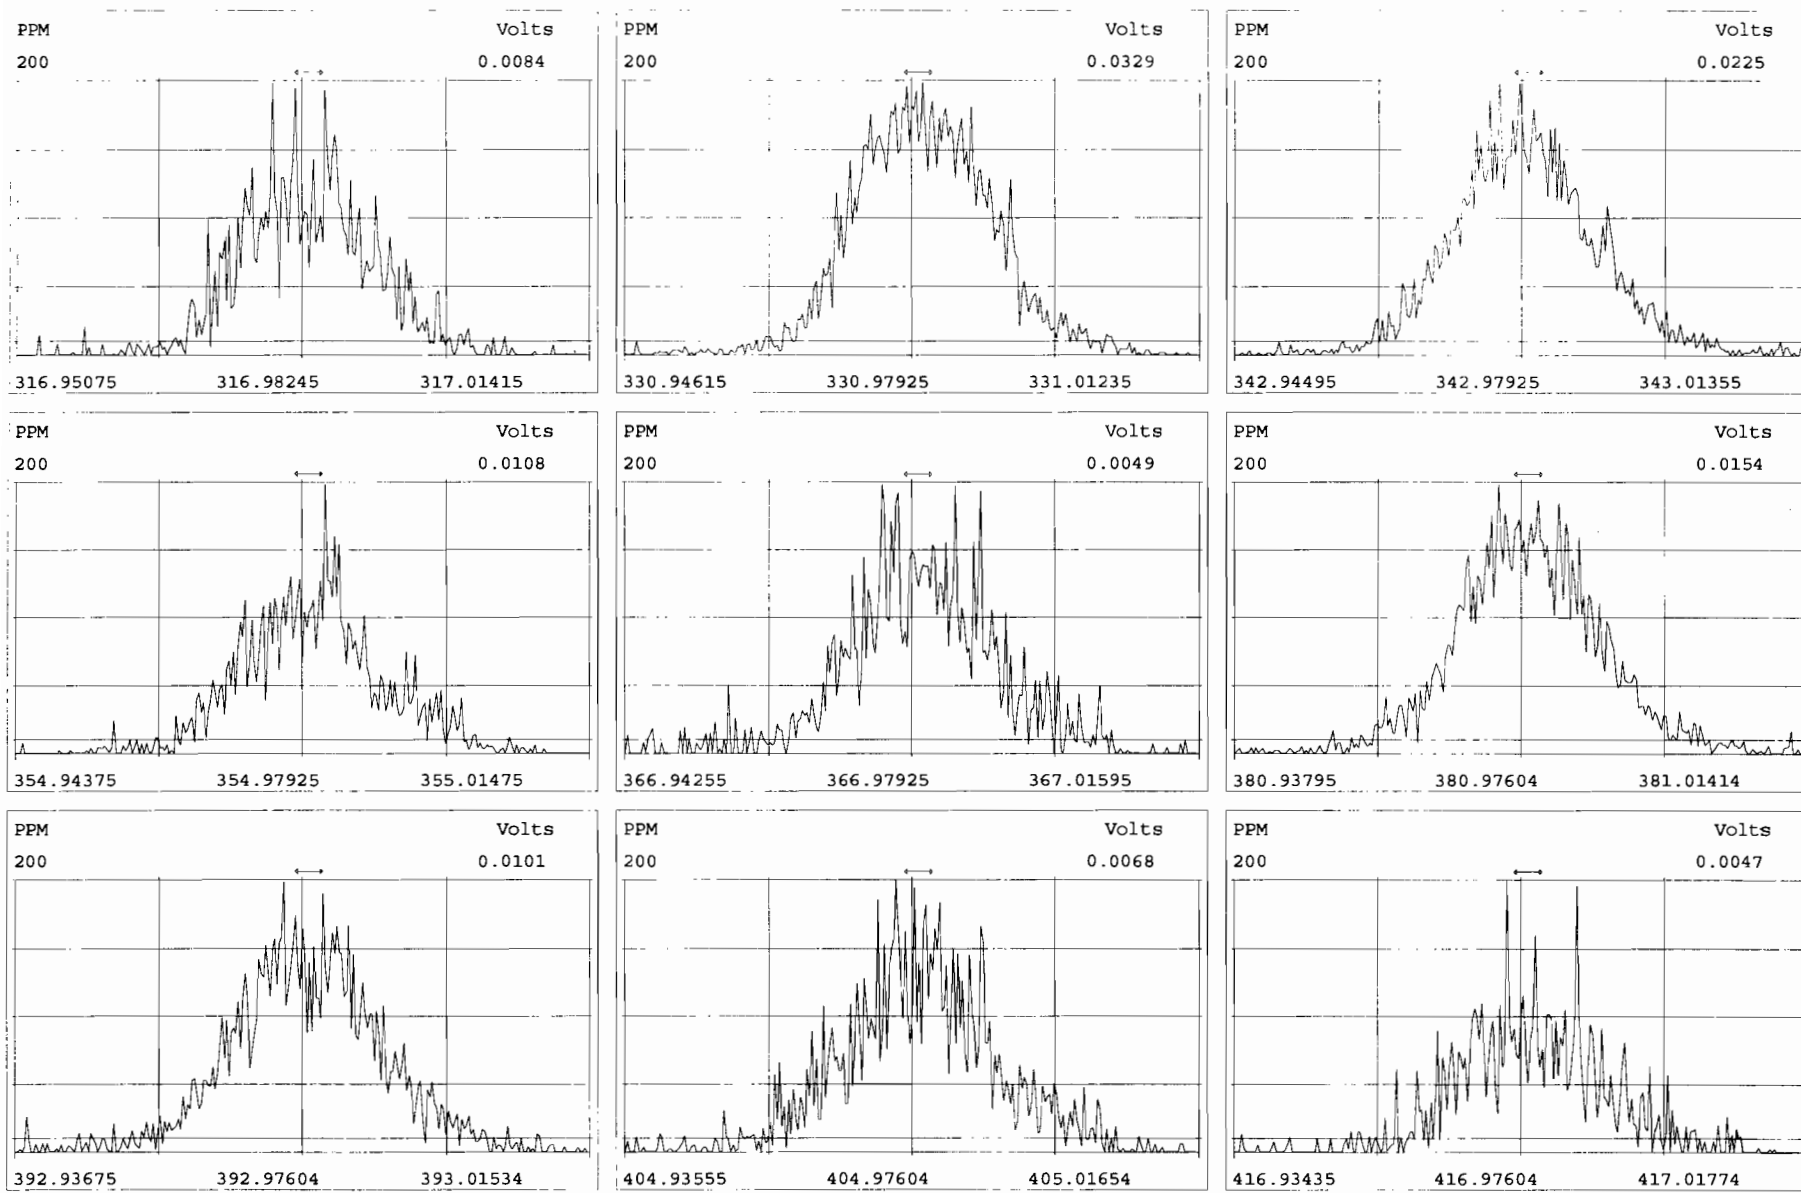 PPM Volts
200 0.0084
316.95075 316.98245 317.01415
PPM Volts
200 0.0329
330.94615 330.97925 331.01235
PPM Volts
200 0.0225
342.94495 342.97925 343.01355
PPM Volts
200 0.0108
354.94375 354.97925 355.01475
PPM Volts
200 0.0049
366.94255 366.97925 367.01595
PPM Volts
200 0.0154
380.93795 380.97604 381.01414
PPM Volts
200 0.0101
392.93675 392.97604 393.01534
PPM Volts
200 0.0068
404.93555 404.97604 405.01654
PPM Volts
200 0.0047
416.93435 416.97604 417.01774